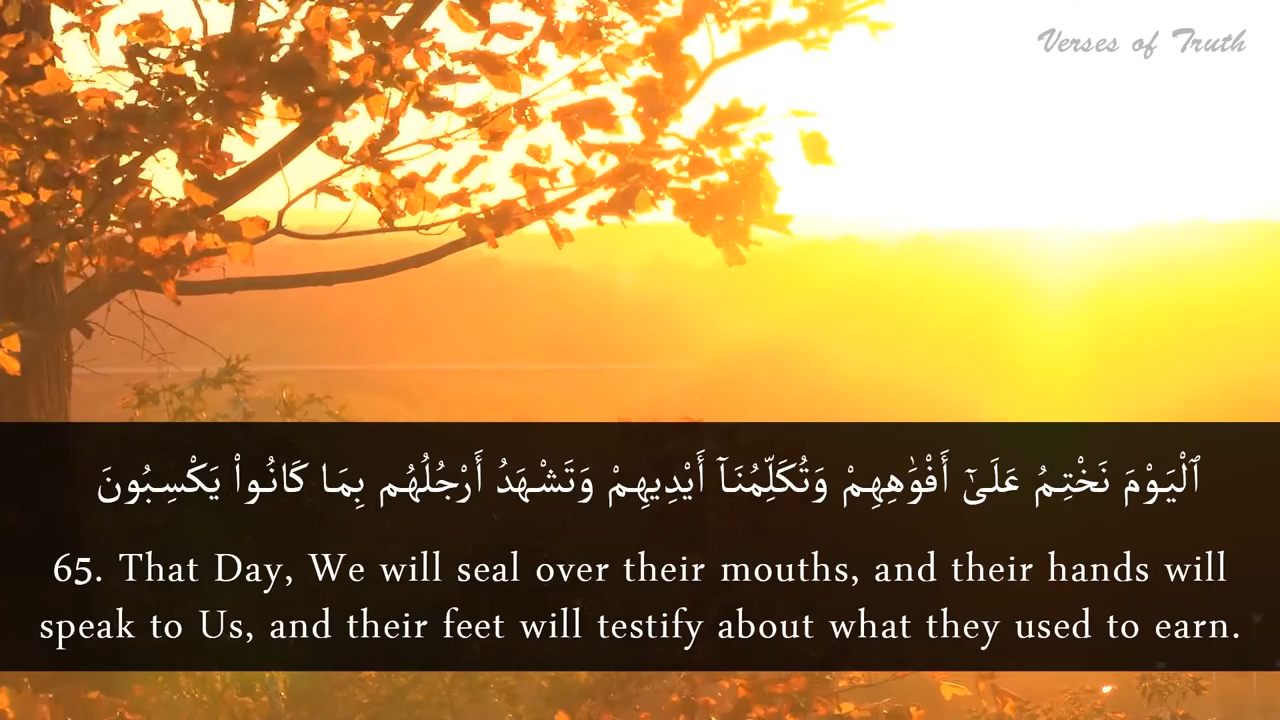 Verses of Truth
ٱلْيَوْمَ نَخْتِمُ عَلَىٰٓ أَفْوَٰهِهِمْ وَتُكَلِّمُنَآ أَيْدِيهِمْ وَتَشْهَدُ أَرْجُلُهُم بِمَا كَانُوا۟ يَكْسِبُونَ
65. That Day, We will seal over their mouths, and their hands will
speak to Us, and their feet will testify about what they used to earn.